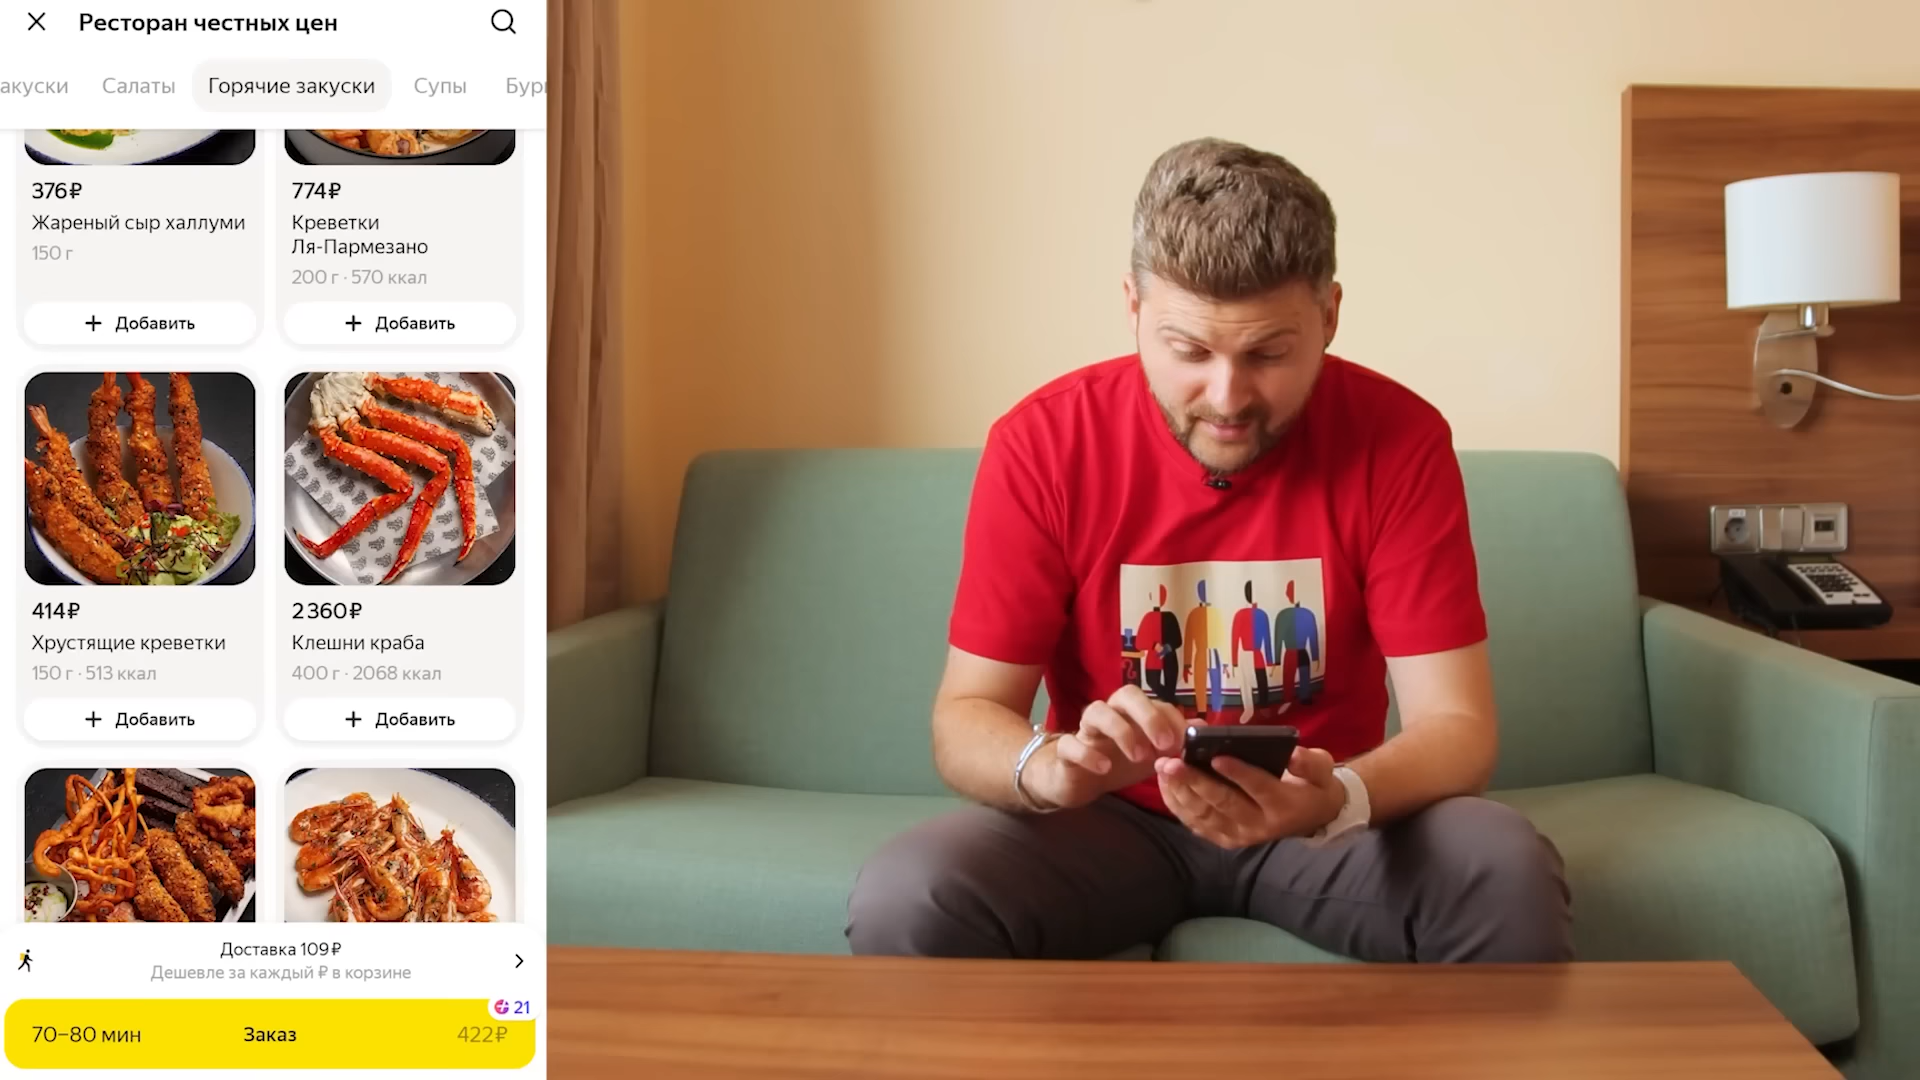 Ресторан честных цен
акуски Салаты Горячие закуски Супы Бург
376₽
Жареный сыр халлуми
150 г
+ Добавить
774₽
Креветки
Ля-Пармезано
200 г · 570 ккал
+ Добавить
414₽
Хрустящие креветки
150 г · 513 ккал
+ Добавить
2 360₽
Клешни краба
400 г · 2068 ккал
+ Добавить
Доставка 109₽
Дешевле за каждый ₽ в корзине
21
70–80 мин Заказ 422₽